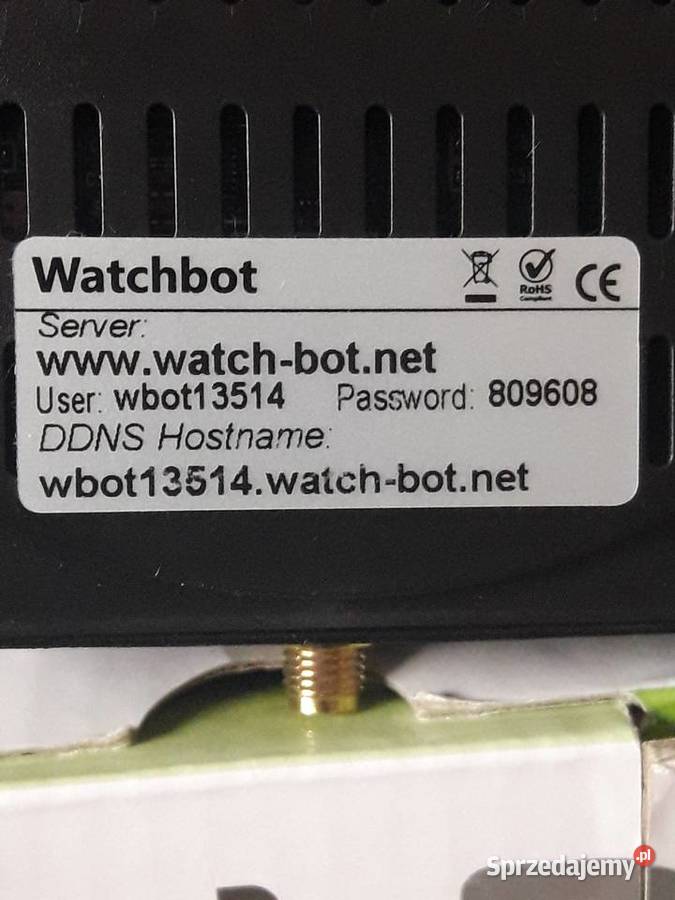 Watchbot
RoHS
Compliant
CE
Server:
www.watch-bot.net
User: wbot13514 Password: 809608
DDNS Hostname:
wbot13514.watch-bot.net
Sprzedajemy.pl